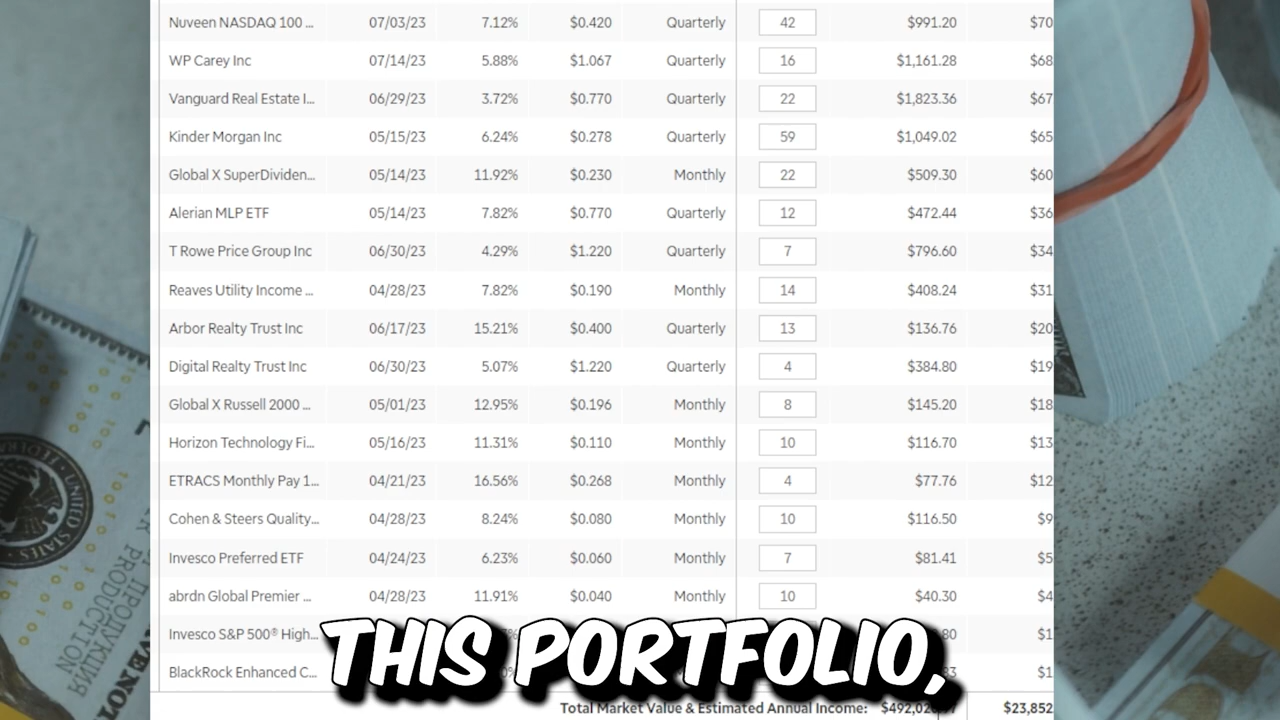 Nuveen NASDAQ 100 ... 07/03/23 7.12% $0.420 Quarterly 42 $991.20 $70
WP Carey Inc 07/14/23 5.88% $1.067 Quarterly 16 $1,161.28 $68
Vanguard Real Estate I... 06/29/23 3.72% $0.770 Quarterly 22 $1,823.36 $67
Kinder Morgan Inc 05/15/23 6.24% $0.278 Quarterly 59 $1,049.02 $65
Global X SuperDividen... 05/14/23 11.92% $0.230 Monthly 22 $509.30 $60
Alerian MLP ETF 05/14/23 7.82% $0.770 Quarterly 12 $472.44 $36
T Rowe Price Group Inc 06/30/23 4.29% $1.220 Quarterly 7 $796.60 $34
Reaves Utility Income ... 04/28/23 7.82% $0.190 Monthly 14 $408.24 $31
Arbor Realty Trust Inc 06/17/23 15.21% $0.400 Quarterly 13 $136.76 $20
Digital Realty Trust Inc 06/30/23 5.07% $1.220 Quarterly 4 $384.80 $19
Global X Russell 2000 ... 05/01/23 12.95% $0.196 Monthly 8 $145.20 $18
Horizon Technology Fi... 05/16/23 11.31% $0.110 Monthly 10 $116.70 $13
ETRACS Monthly Pay 1... 04/21/23 16.56% $0.268 Monthly 4 $77.76 $12
Cohen & Steers Quality... 04/28/23 8.24% $0.080 Monthly 10 $116.50 $9
Invesco Preferred ETF 04/24/23 6.23% $0.060 Monthly 7 $81.41 $5
abrdn Global Premier ... 04/28/23 11.91% $0.040 Monthly 10 $40.30 $4
Invesco S&P 500® High... $1
BlackRock Enhanced C... $1
THIS PORTFOLIO,
Total Market Value & Estimated Annual Income: $23,852